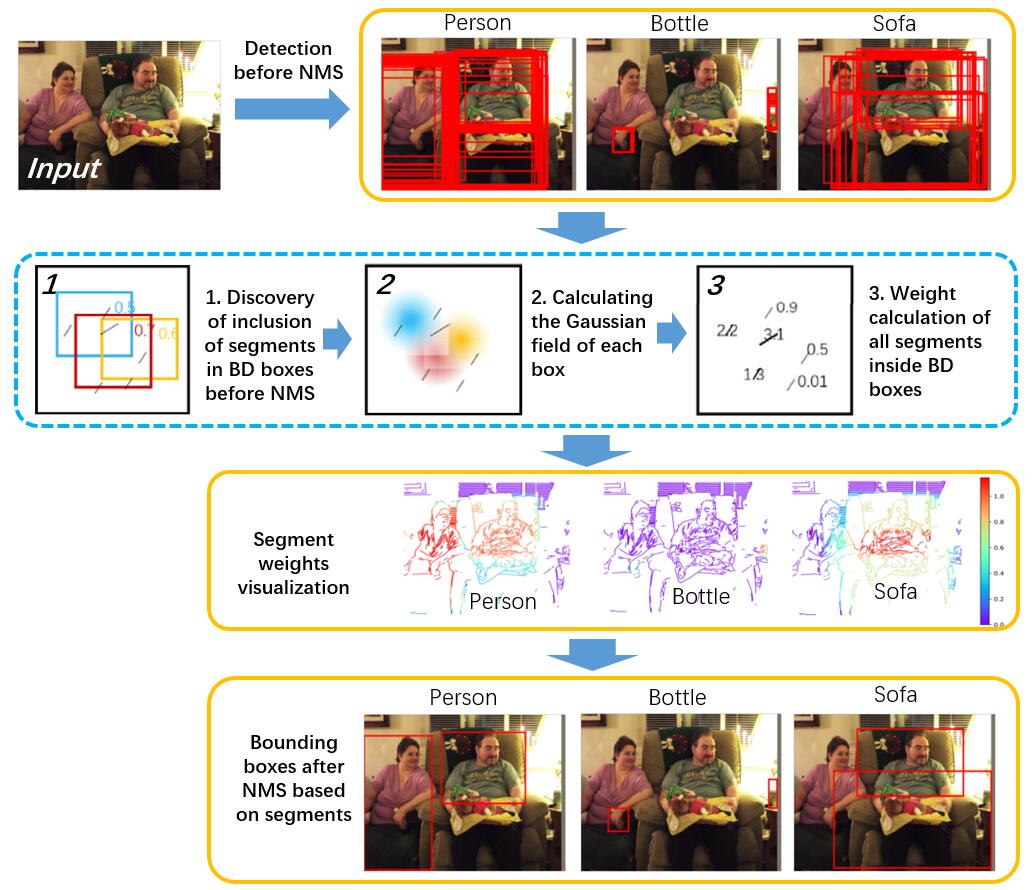 Input
Detection
before NMS
Person
Bottle
Sofa
1
0.5
0.7
0.6
1. Discovery
of inclusion
of segments
in BD boxes
before NMS
2
2. Calculating
the Gaussian
field of each
box
3
0.9
2.2
3.1
0.5
1.3
0.01
3. Weight
calculation of
all segments
inside BD
boxes
Segment
weights
visualization
Person
Bottle
Sofa
1.0
0.8
0.6
0.4
0.2
0.0
Bounding
boxes after
NMS based
on segments
Person
Bottle
Sofa